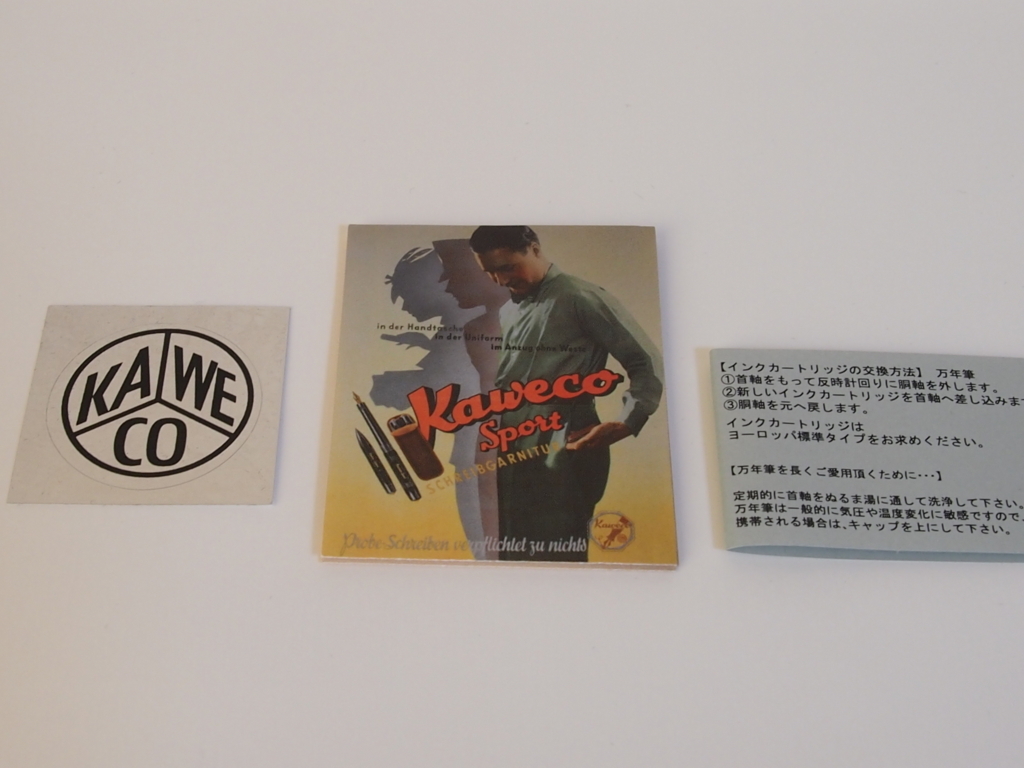 KA WE
CO
in der Handtasche
in der Uniform
im Anzug ohne Weste
Kaweco
Sport
SCHREIBGARNITUR
Probe-Schreiben verpflichtet zu nichts
Kaweco
【インクカートリッジの交換方法】 万年筆
①首軸をもって反時計回りに胴軸を外します。
②新しいインクカートリッジを首軸へ差し込みます
③胴軸を元へ戻します。
インクカートリッジは
ヨーロッパ標準タイプをお求めください。
【万年筆を長くご愛用頂くために・・・】
定期的に首軸をぬるま湯に通して洗浄して下さい。
万年筆は一般的に気圧や温度変化に敏感ですので、
携帯される場合は、キャップを上にして下さい。